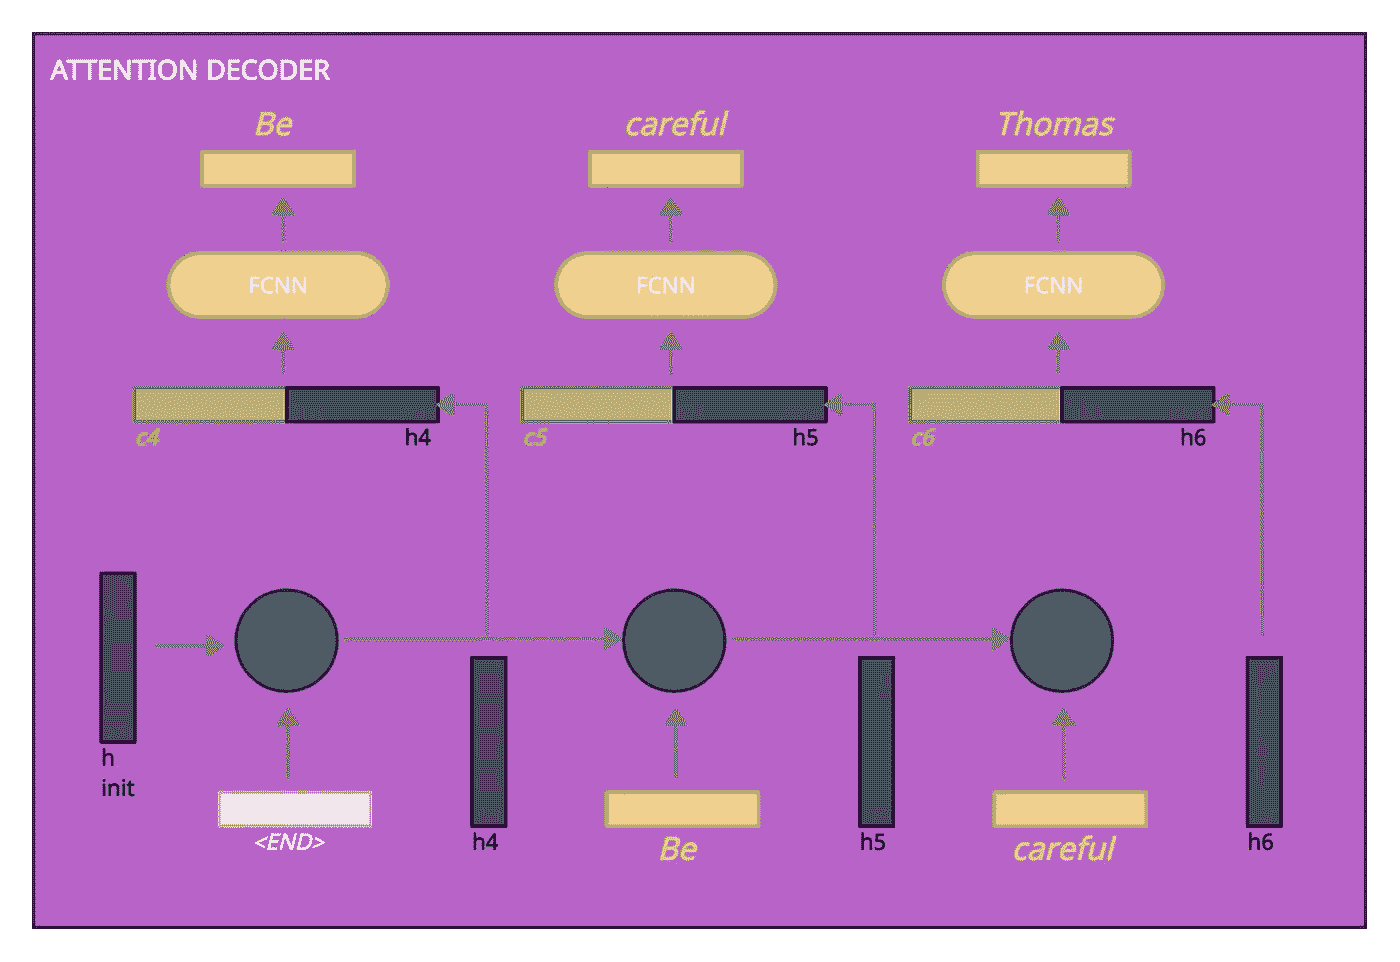 ATTENTION DECODER
Be careful Thomas
FCNN FCNN FCNN
c4 h4 c5 h5 c6 h6
h
init
<END> h4 Be h5 careful h6